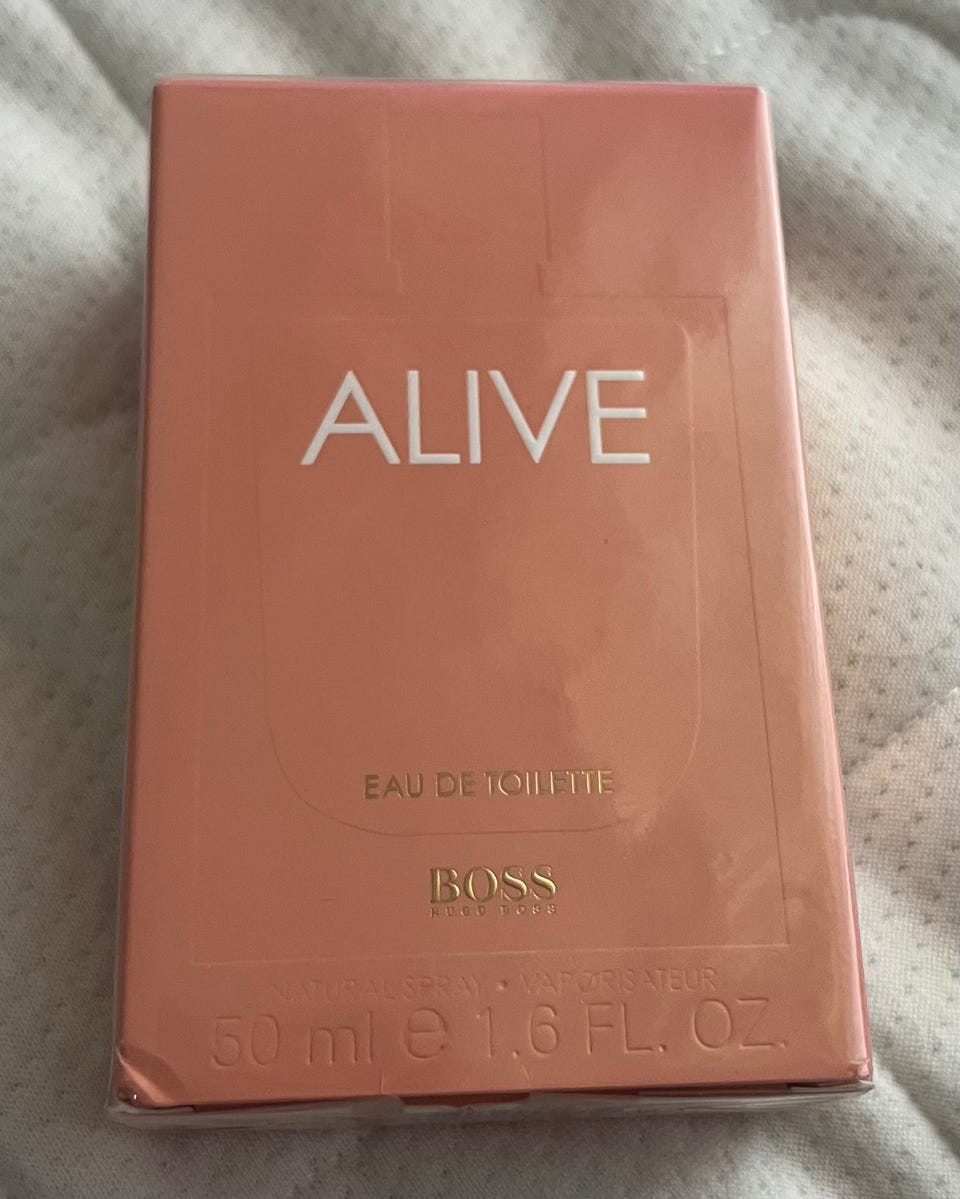 ALIVE
EAU DE TOILETTE
BOSS
HUGO BOSS
NATURAL SPRAY • VAPORISATEUR
50 ml ℮ 1.6 FL. OZ.